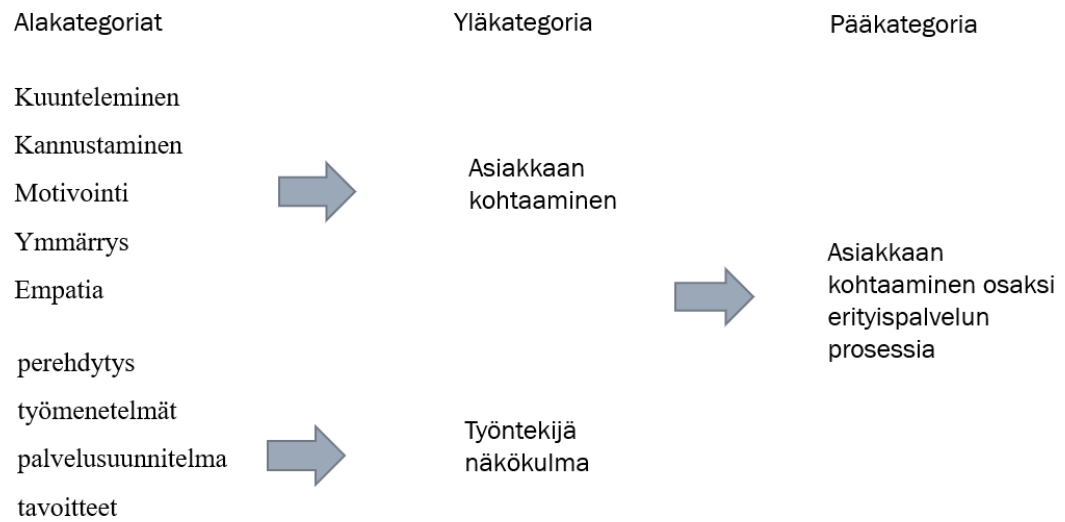 Alakategoriat
Yläkategoria
Pääkategoria
Kuunteleminen
Kannustaminen
Motivointi
Ymmärrys
Empatia
Asiakkaan
kohtaaminen
perehdytys
työmenetelmät
palvelusuunnitelma
tavoitteet
Työntekijä
näkökulma
Asiakkaan
kohtaaminen osaksi
erityispalvelun
prosessia